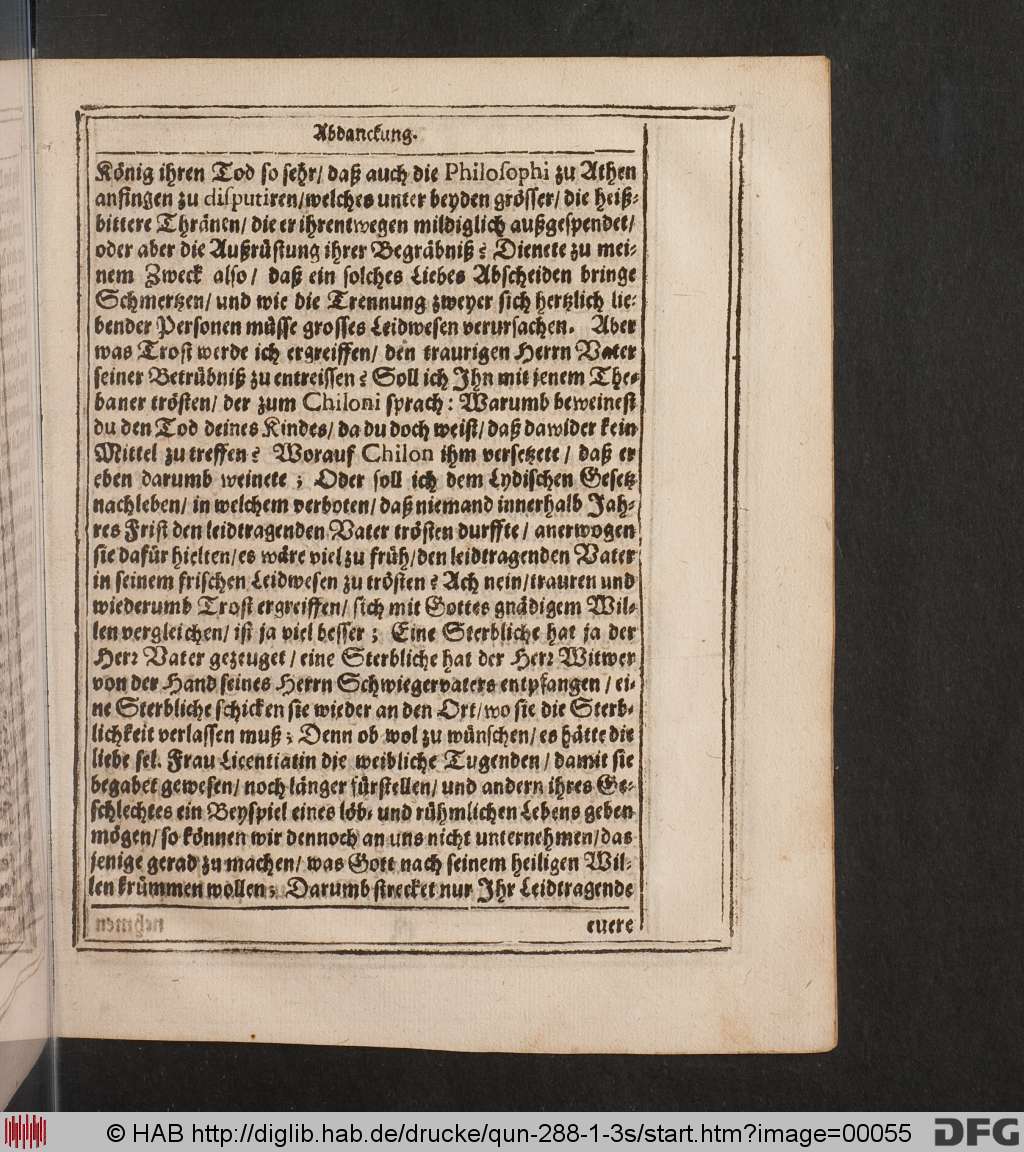 Abdanckung.
König ihren Tod so sehr/ daß auch die Philosophi zu Athen
anfingen zu disputiren/welches unter beyden grösser/ die heiß-
bittere Thränen/ die er ihrentwegen mildiglich außgespendet/
oder aber die Außrüstung ihrer Begräbniß? Dienete zu mei-
nem Zweck also/ daß ein solches Liebes Abscheiden bringe
Schmertzen/ und wie die Trennung zweyer sich hertzlich lie-
bender Personen müsse grosses Leidwesen verursachen. Aber
was Trost werde ich ergreiffen/ den traurigen Herrn Vater
seiner Betrübniß zu entreissen? Soll ich Ihn mit jenem The-
baner trösten/ der zum Chiloni sprach: Warumb beweinest
du den Tod deines Kindes/ da du doch weist/ daß dawider kein
Mittel zu treffen? Worauf Chilon ihm versetzete/ daß er
eben darumb weinete; Oder soll ich dem Lydischen Gesetz
nachleben/ in welchem verboten/ daß niemand innerhalb Jah-
res Frist den leidtragenden Vater trösten durffte/ anerwogen
sie dafür hielten/es wäre viel zu früh/den leidtragenden Vater
in seinem frischen Leidwesen zu trösten? Ach nein/trauren und
wiederumb Trost ergreiffen/ sich mit Gottes gnädigem Wil-
len vergleichen/ ist ja viel besser; Eine Sterbliche hat ja der
Herr Vater gezeuget/ eine Sterbliche hat der Herr Witwer
von der Hand seines Herrn Schwiegervaters entpfangen/ ei-
ne Sterbliche schicken sie wieder an den Ort/wo sie die Sterb-
lichkeit verlassen muß; Denn ob wol zu wünschen/ es hätte die
liebe sel. Frau Licentiatin die weibliche Tugenden/ damit sie
begabet gewesen/ noch länger fürstellen/ und andern ihres Ge-
schlechtes ein Beyspiel eines löb- und rühmlichen Lebens geben
mögen/ so können wir dennoch an uns nicht unternehmen/das
jenige gerad zu machen/ was Gott nach seinem heiligen Wil-
len krümmen wollen; Darumb strecket nur Ihr Leidtragende
euere
© HAB http://diglib.hab.de/drucke/qun-288-1-3s/start.htm?image=00055
DFG